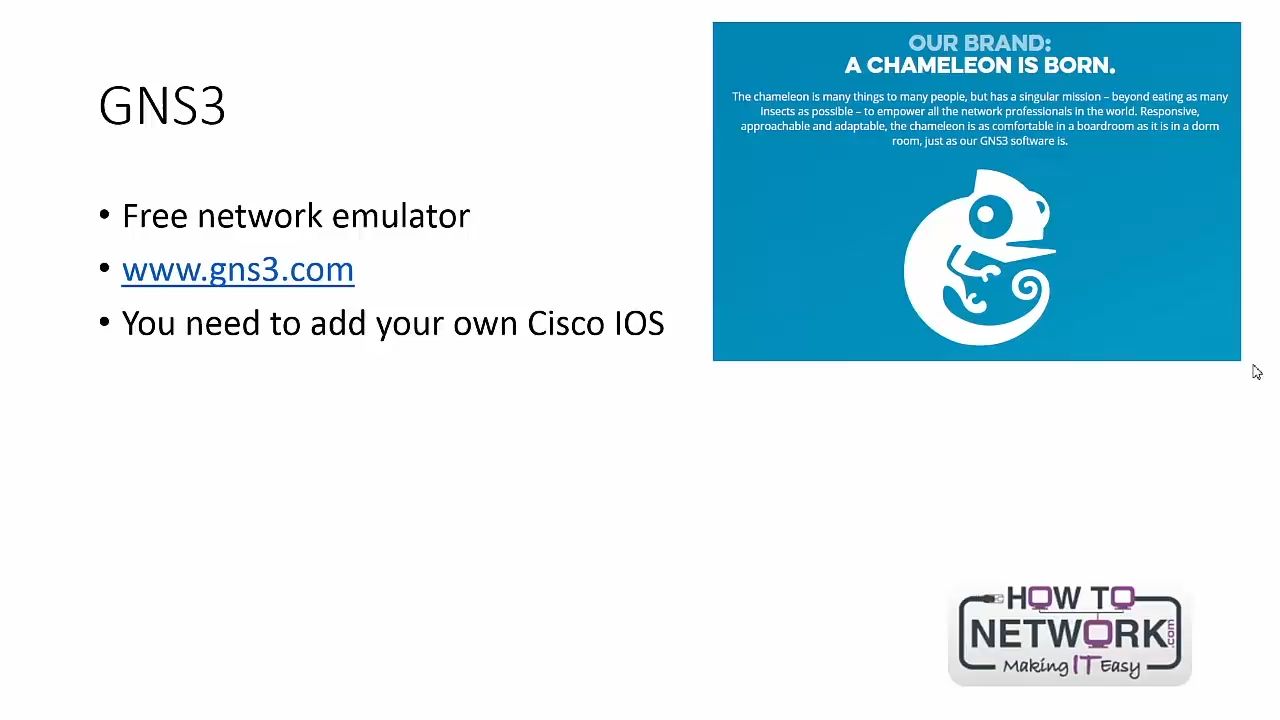 GNS3
• Free network emulator
• www.gns3.com
• You need to add your own Cisco IOS
OUR BRAND:
A CHAMELEON IS BORN.
The chameleon is many things to many people, but has a singular mission – beyond eating as many
insects as possible – to empower all the network professionals in the world. Responsive,
approachable and adaptable, the chameleon is as comfortable in a boardroom as it is in a dorm
room, just as our GNS3 software is.
HOW TO
NETWORK.com
Making IT Easy